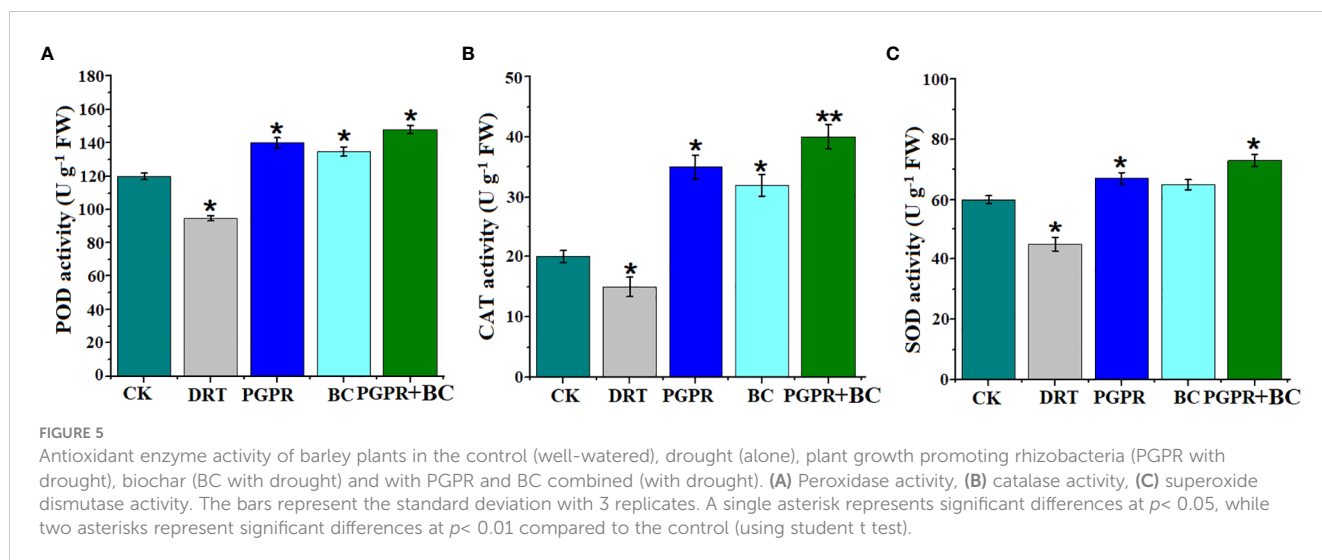 A
POD activity (U g⁻¹ FW)
180
160
140
120
100
80
60
40
20
0
*
*
*
*
CK DRT PGPR BC PGPR+BC
B
CAT activity (U g⁻¹ FW)
50
40
30
20
10
0
*
*
*
**
CK DRT PGPR BC PGPR+BC
C
SOD activity (U g⁻¹ FW)
100
80
60
40
20
0
*
*
*
CK DRT PGPR BC PGPR+BC
FIGURE 5
Antioxidant enzyme activity of barley plants in the control (well-watered), drought (alone), plant growth promoting rhizobacteria (PGPR with
drought), biochar (BC with drought) and with PGPR and BC combined (with drought). (A) Peroxidase activity, (B) catalase activity, (C) superoxide
dismutase activity. The bars represent the standard deviation with 3 replicates. A single asterisk represents significant differences at p< 0.05, while
two asterisks represent significant differences at p< 0.01 compared to the control (using student t test).